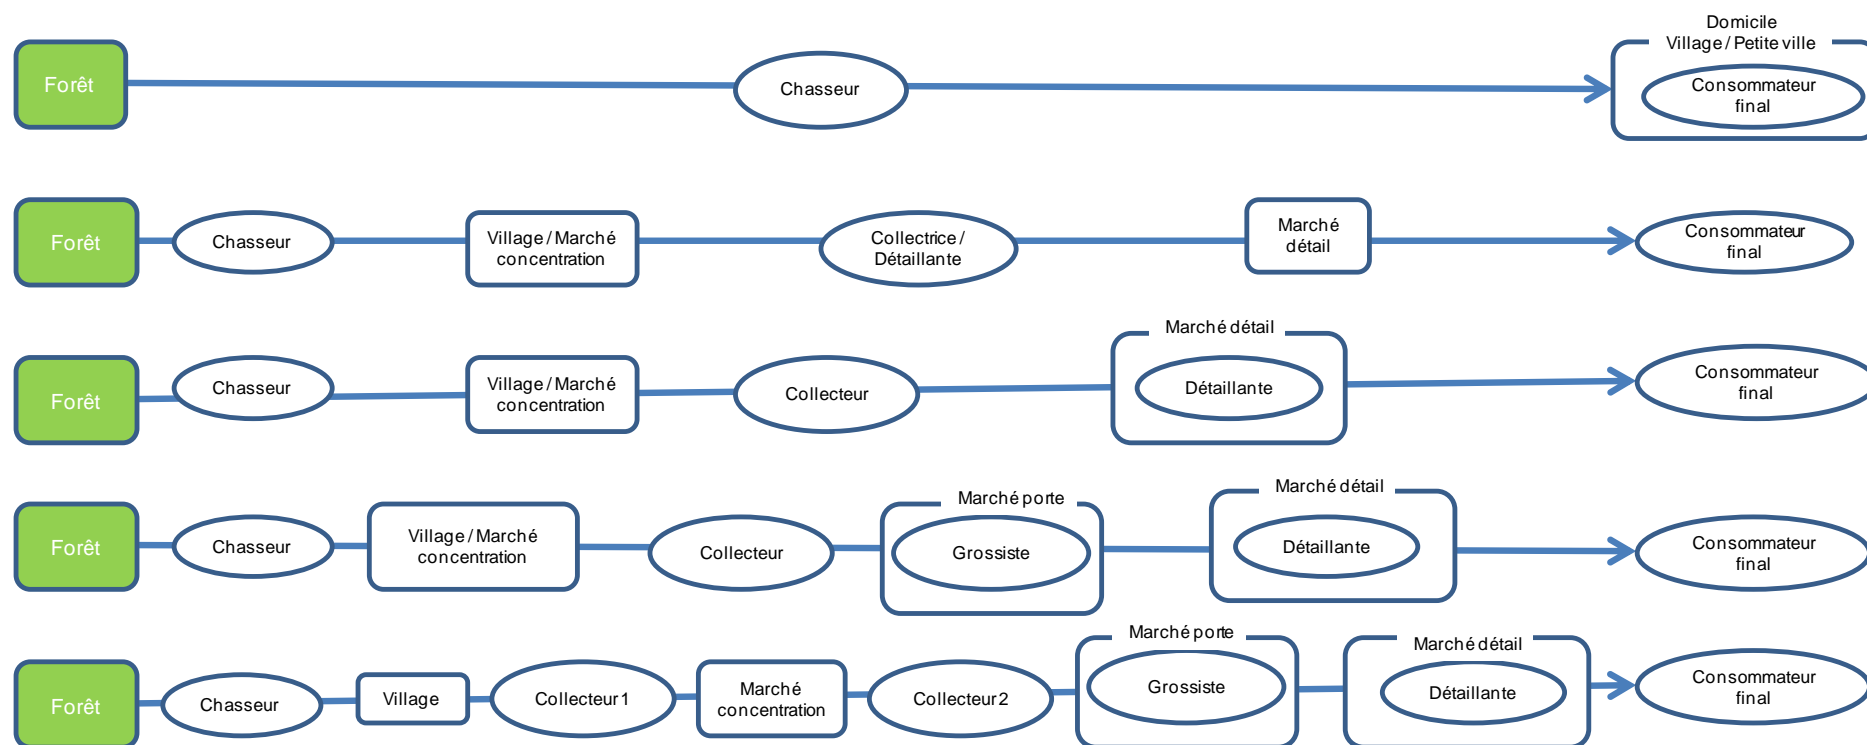 Domicile
Village / Petite ville
Forêt
Chasseur
Consommateur
final
Forêt
Chasseur
Village / Marché
concentration
Collectrice /
Détaillante
Marché
détail
Consommateur
final
Marché détail
Forêt
Chasseur
Village / Marché
concentration
Collecteur
Détaillante
Consommateur
final
Marché porte
Marché détail
Forêt
Chasseur
Village / Marché
concentration
Collecteur
Grossiste
Détaillante
Consommateur
final
Marché porte
Marché détail
Forêt
Chasseur
Village
Collecteur 1
Marché
concentration
Collecteur 2
Grossiste
Détaillante
Consommateur
final